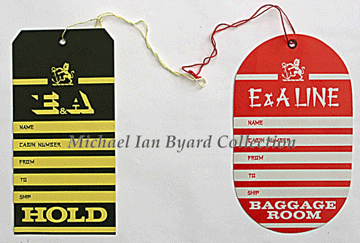 E&A
NAME
CABIN NUMBER
FROM
TO
SHIP
HOLD
E&A LINE
NAME
CABIN NUMBER
FROM
TO
SHIP
BAGGAGE
ROOM
Michael Ian Byard Collection